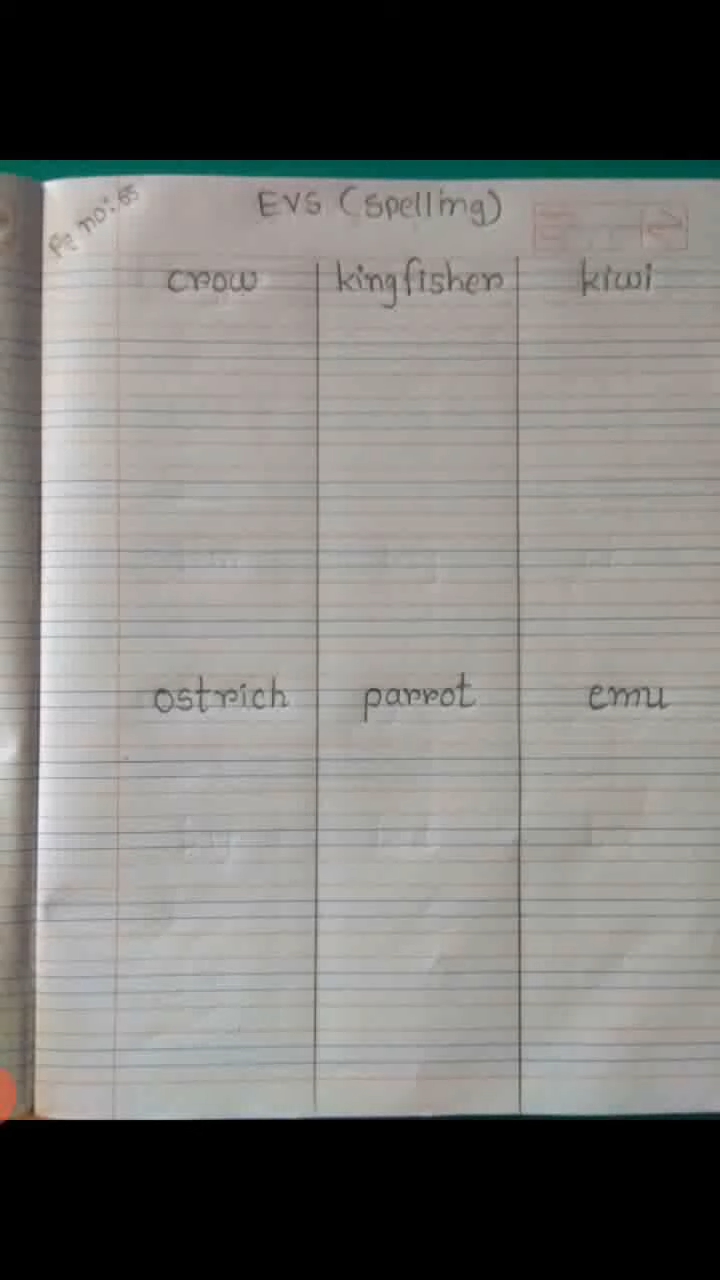 Pg no:65
EVS (spelling)
crow kingfisher kiwi
ostrich parrot emu